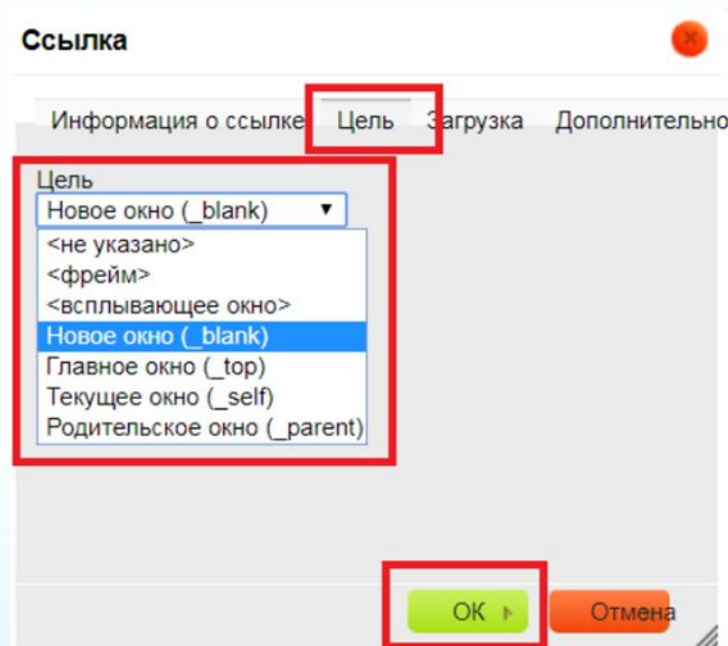 Ссылка
Информация о ссылке Цель Загрузка Дополнительно
Цель
Новое окно (_blank)
<не указано>
<фрейм>
<всплывающее окно>
Новое окно (_blank)
Главное окно (_top)
Текущее окно (_self)
Родительское окно (_parent)
ОК Отмена